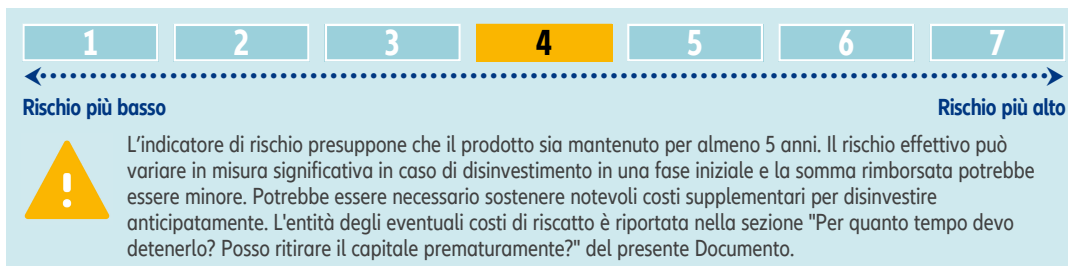 1 2 3 4 5 6 7
Rischio più basso Rischio più alto
L'indicatore di rischio presuppone che il prodotto sia mantenuto per almeno 5 anni. Il rischio effettivo può
variare in misura significativa in caso di disinvestimento in una fase iniziale e la somma rimborsata potrebbe
essere minore. Potrebbe essere necessario sostenere notevoli costi supplementari per disinvestire
anticipatamente. L'entità degli eventuali costi di riscatto è riportata nella sezione "Per quanto tempo devo
detenerlo? Posso ritirare il capitale prematuramente?" del presente Documento.